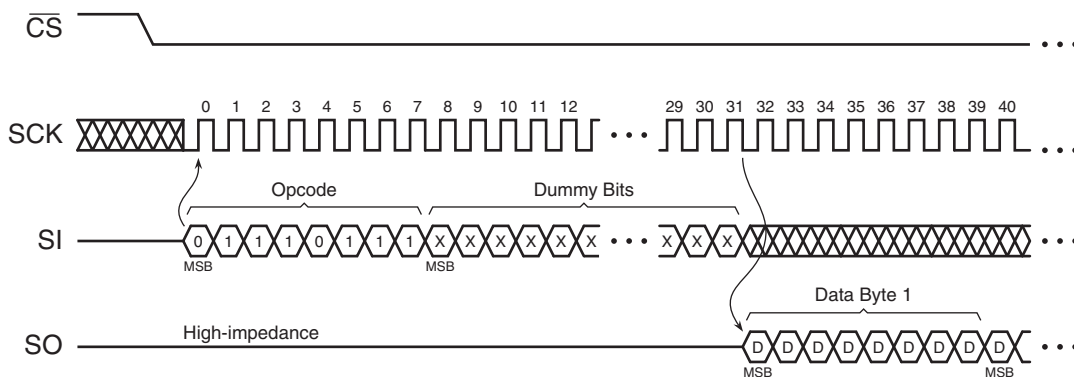 CS
0 1 2 3 4 5 6 7 8 9 10 11 12 29 30 31 32 33 34 35 36 37 38 39 40
SCK
Opcode Dummy Bits
SI 0 1 1 1 0 1 1 1 X X X X X X X X X
MSB MSB
Data Byte 1
High-impedance
SO D D D D D D D D D
MSB MSB